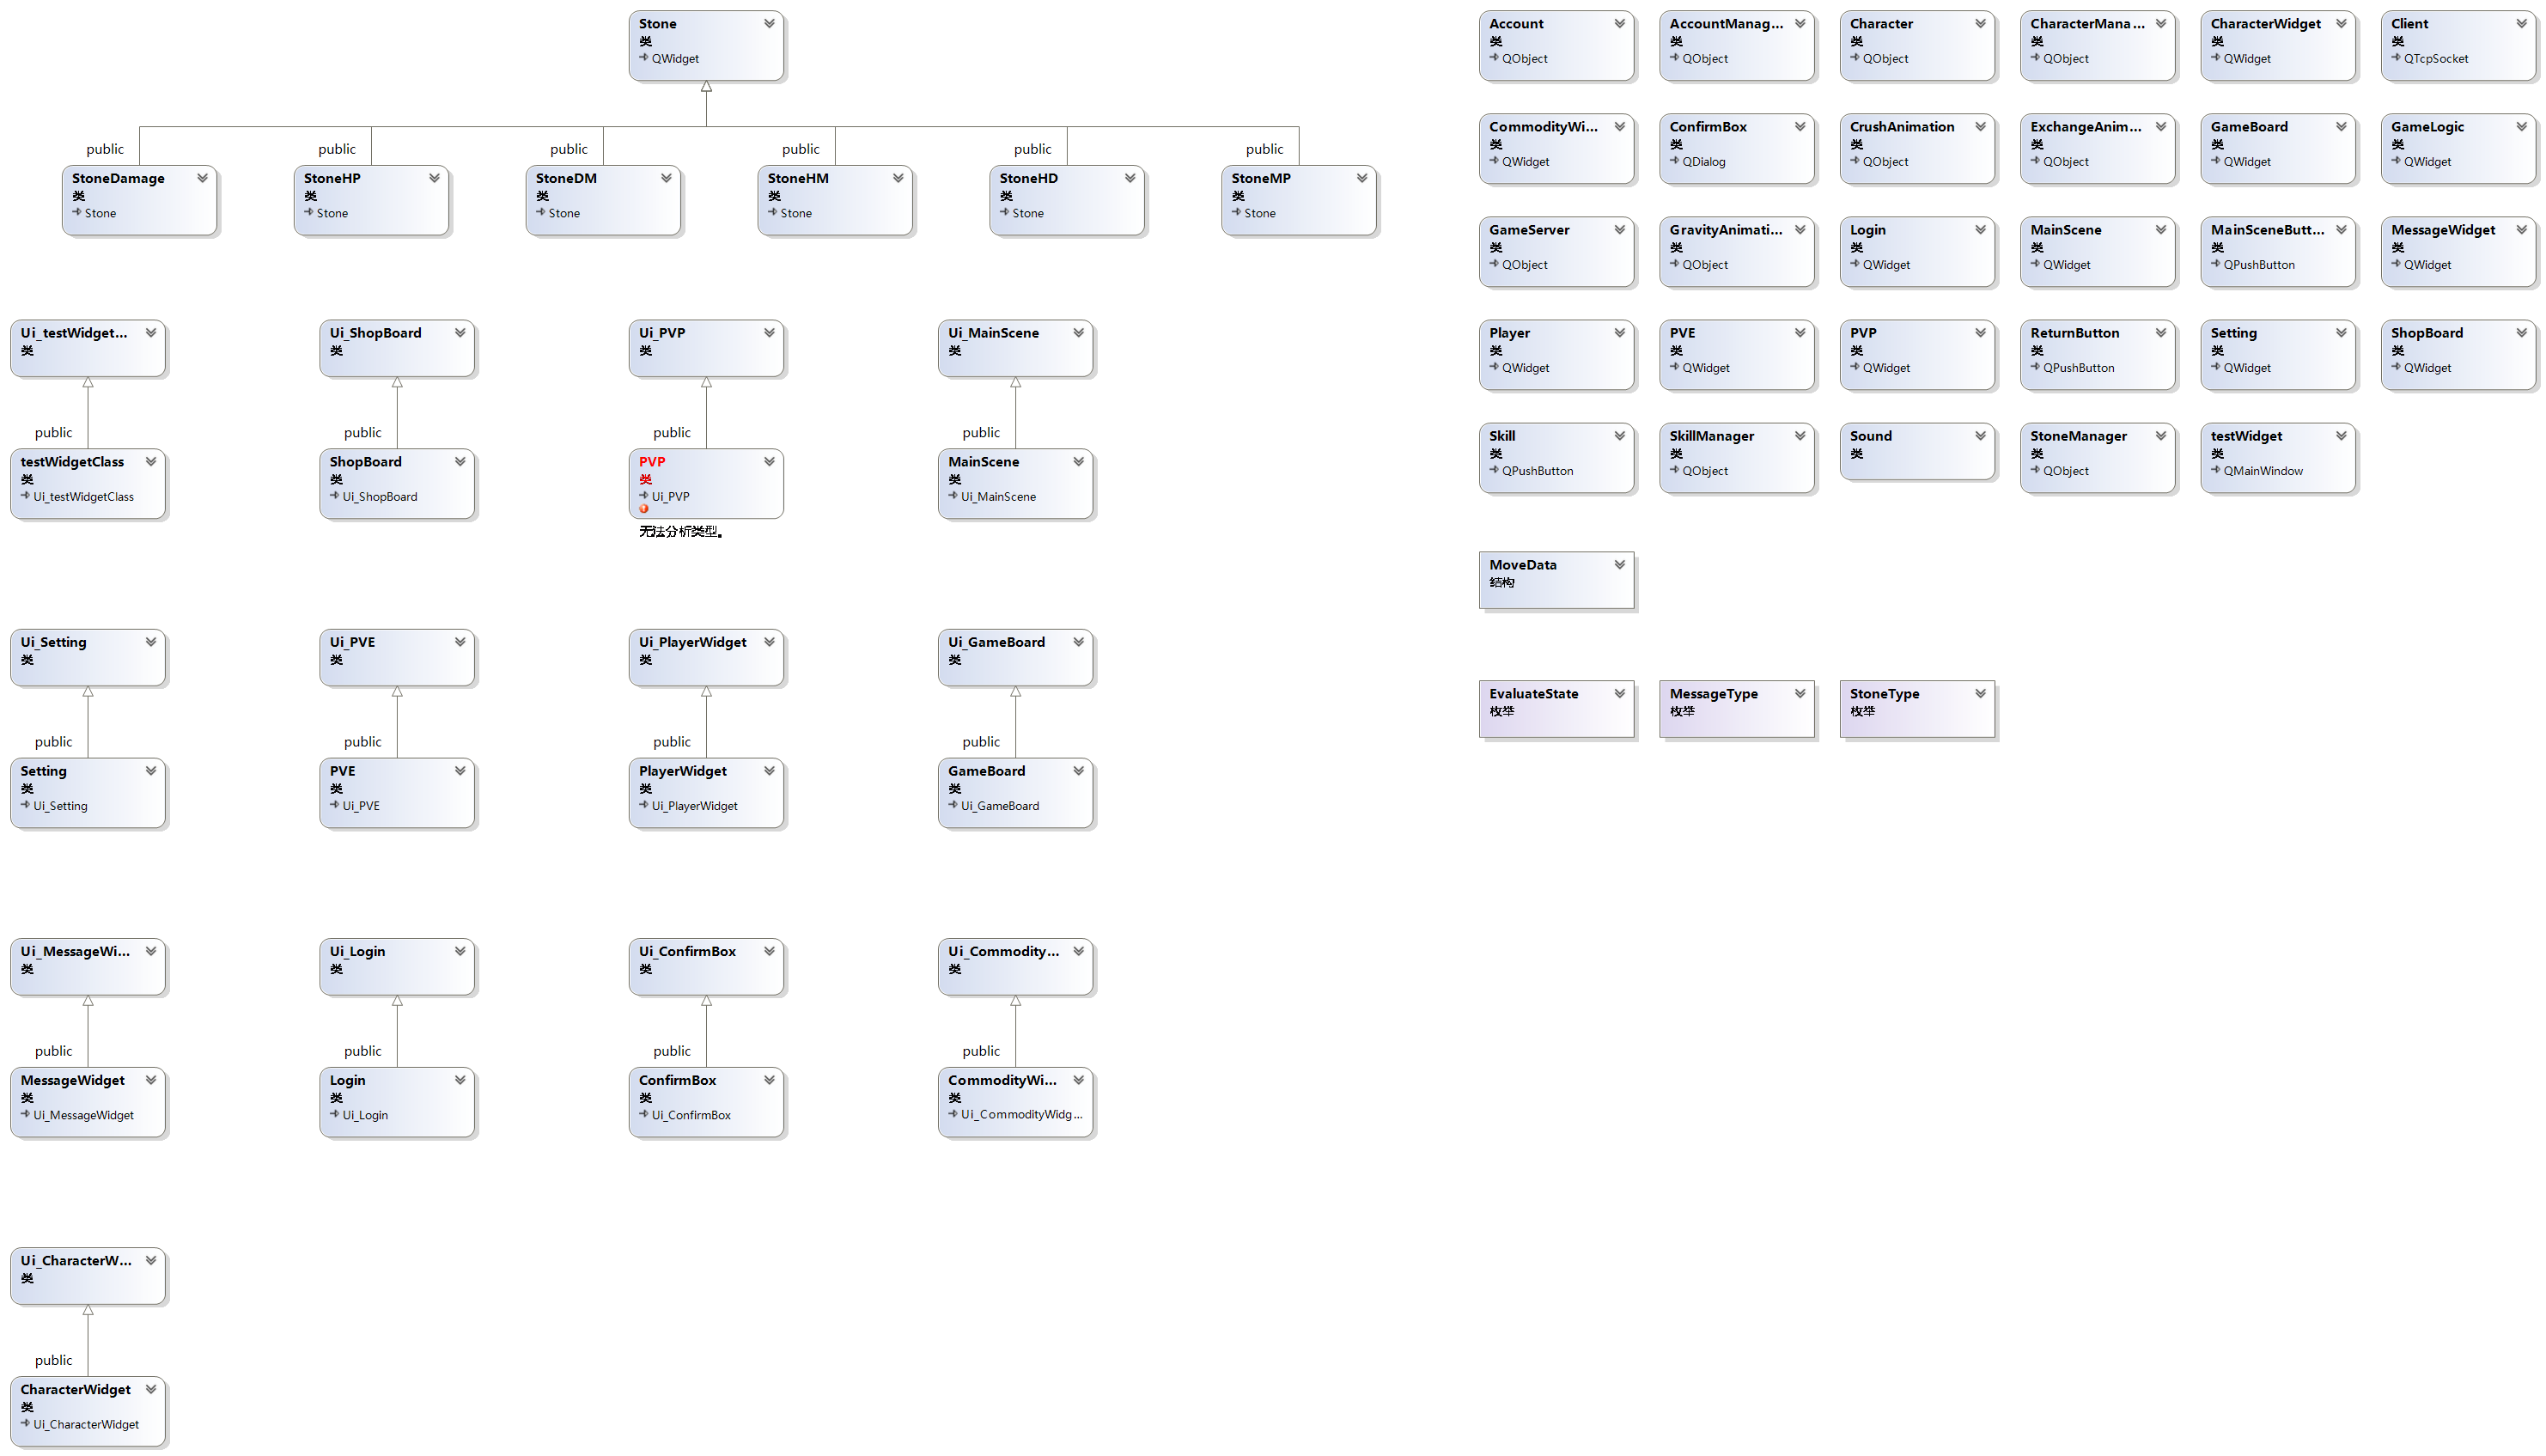 Stone
类
QWidget
public
public
public
public
public
public
StoneDamage
类
Stone
StoneHP
类
Stone
StoneDM
类
Stone
StoneHM
类
Stone
StoneHD
类
Stone
StoneMP
类
Stone
Ui_testWidget...
类
Ui_ShopBoard
类
Ui_PVP
类
Ui_MainScene
类
public
public
public
public
testWidgetClass
类
Ui_testWidgetClass
ShopBoard
类
Ui_ShopBoard
PVP
类
Ui_PVP
无法分析类型。
MainScene
类
Ui_MainScene
Ui_Setting
类
Ui_PVE
类
Ui_PlayerWidget
类
Ui_GameBoard
类
public
public
public
public
Setting
类
Ui_Setting
PVE
类
Ui_PVE
PlayerWidget
类
Ui_PlayerWidget
GameBoard
类
Ui_GameBoard
Ui_MessageWi...
类
Ui_Login
类
Ui_ConfirmBox
类
Ui_Commodity...
类
public
public
public
public
MessageWidget
类
Ui_MessageWidget
Login
类
Ui_Login
ConfirmBox
类
Ui_ConfirmBox
CommodityWi...
类
Ui_CommodityWidg...
Ui_CharacterW...
类
public
CharacterWidget
类
Ui_CharacterWidget
Account
类
QObject
AccountManag...
类
QObject
Character
类
QObject
CharacterMana...
类
QObject
CharacterWidget
类
QWidget
Client
类
QTcpSocket
CommodityWi...
类
QWidget
ConfirmBox
类
QDialog
CrushAnimation
类
QObject
ExchangeAnim...
类
QObject
GameBoard
类
QWidget
GameLogic
类
QWidget
GameServer
类
QObject
GravityAnimati...
类
QObject
Login
类
QWidget
MainScene
类
QWidget
MainSceneButt...
类
QPushButton
MessageWidget
类
QWidget
Player
类
QWidget
PVE
类
QWidget
PVP
类
QWidget
ReturnButton
类
QPushButton
Setting
类
QWidget
ShopBoard
类
QWidget
Skill
类
QPushButton
SkillManager
类
QObject
Sound
类
StoneManager
类
QObject
testWidget
类
QMainWindow
MoveData
结构
EvaluateState
枚举
MessageType
枚举
StoneType
枚举